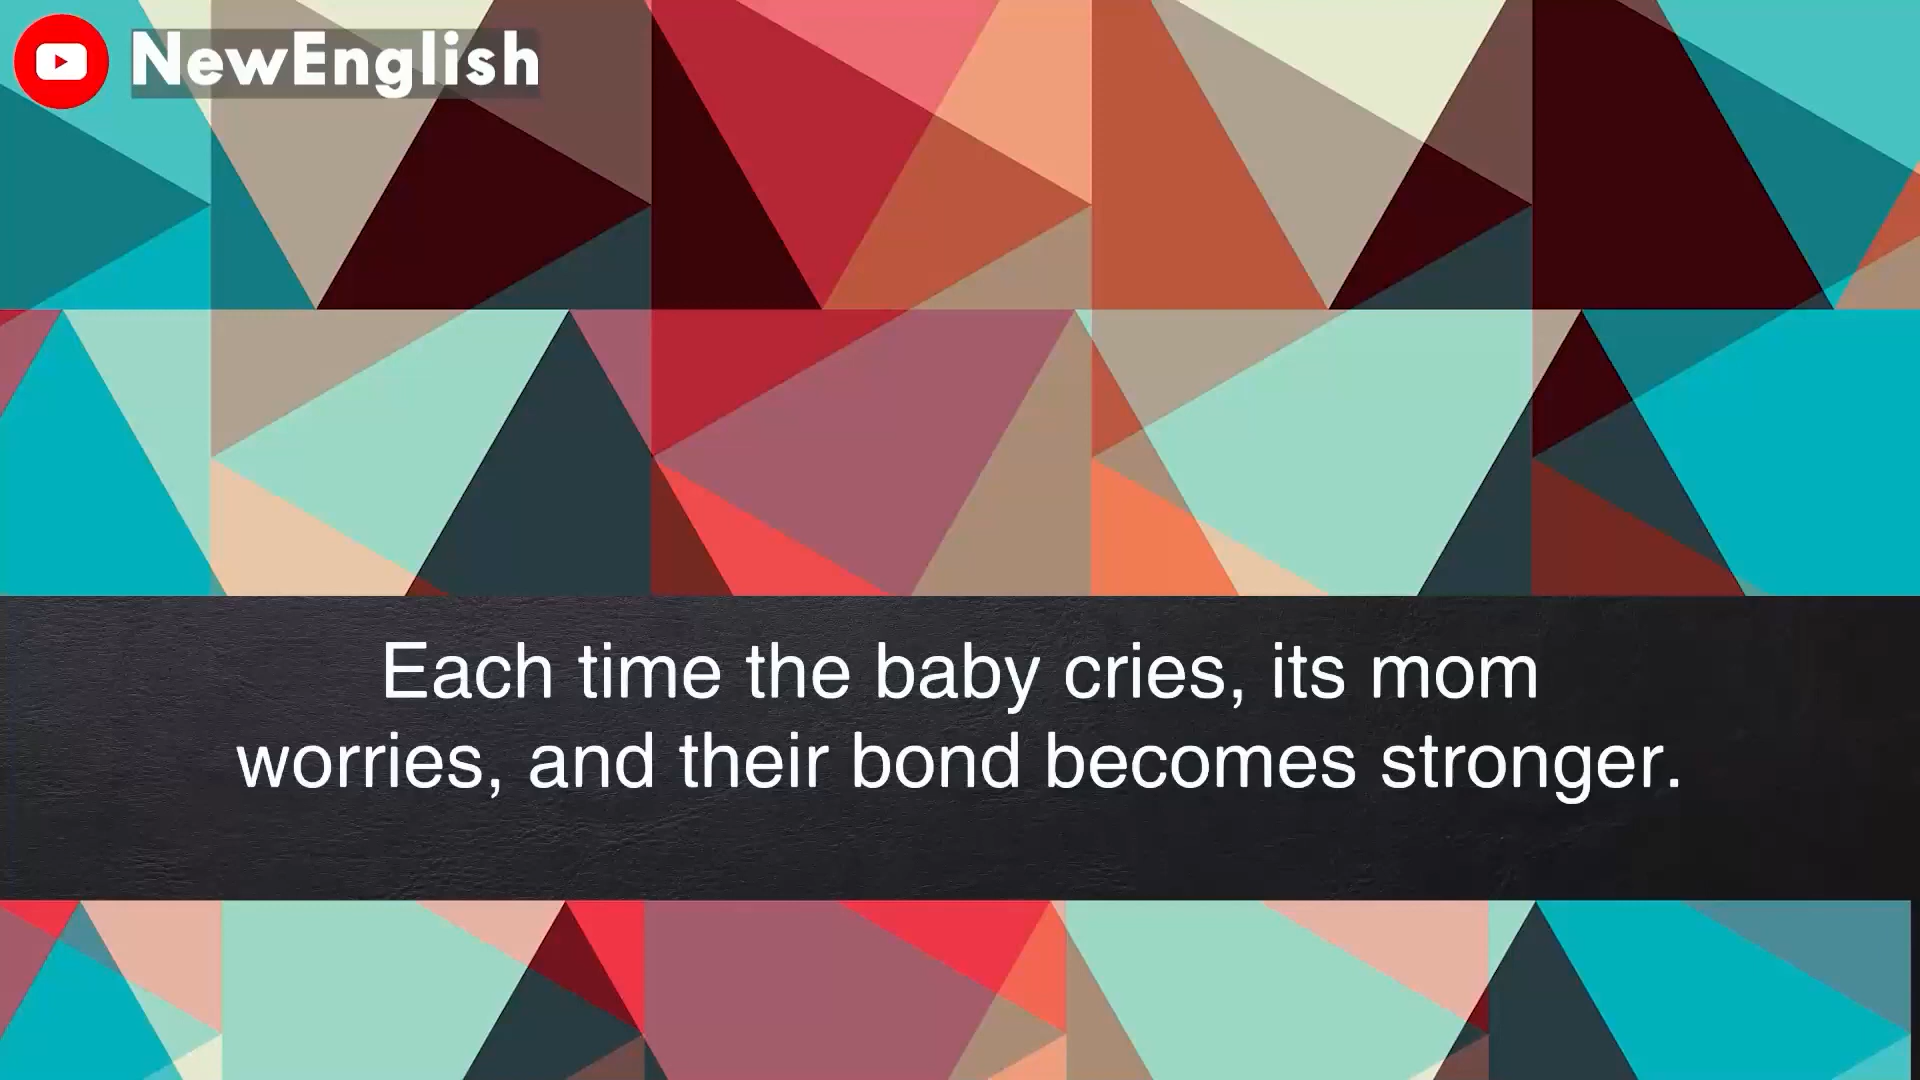 NewEnglish
Each time the baby cries, its mom
worries, and their bond becomes stronger.